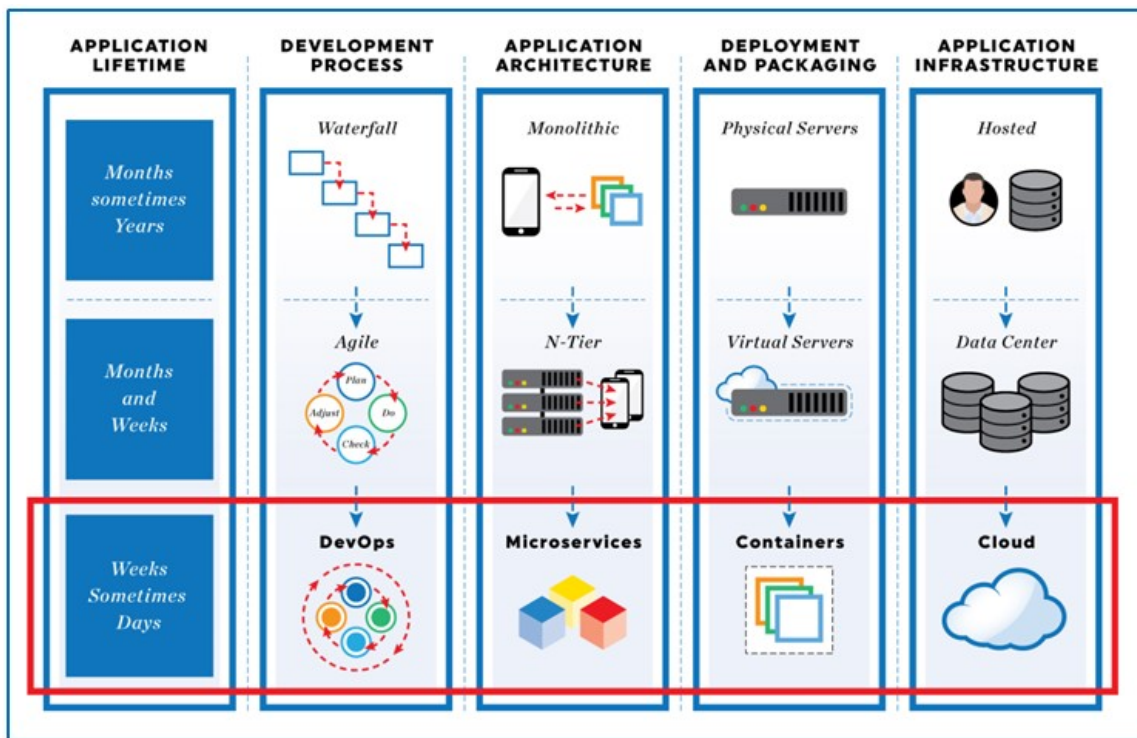 APPLICATION
LIFETIME
DEVELOPMENT
PROCESS
APPLICATION
ARCHITECTURE
DEPLOYMENT
AND PACKAGING
APPLICATION
INFRASTRUCTURE
Months
sometimes
Years
Waterfall
Monolithic
Physical Servers
Hosted
Months
and
Weeks
Agile
Plan
Adjust
Do
Check
N-Tier
Virtual Servers
Data Center
Weeks
Sometimes
Days
DevOps
Microservices
Containers
Cloud